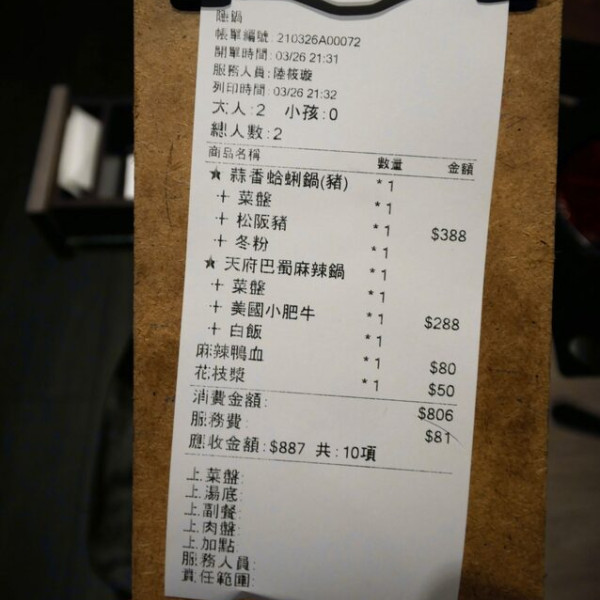 鍋
帳單編號: 210326A00072
開單時間: 03/26 21:31
服務人員: 陸筱璇
列印時間: 03/26 21:32
大人:2 小孩:0
總人數:2
商品名稱 數量 金額
★ 蒜香蛤蜊鍋(豬) *1
＋ 菜盤 *1
＋ 松阪豬 *1 $388
＋ 冬粉 *1
★ 天府巴蜀麻辣鍋 *1
＋ 菜盤 *1
＋ 美國小肥牛 *1 $288
＋ 白飯 *1
麻辣鴨血 *1 $80
花枝漿 *1 $50
消費金額: $806
服務費: $81
應收金額:$887 共:10項
上.菜盤:
上.湯底:
上.副餐:
上.肉盤:
上.加點:
服務人員:
責任範圍: